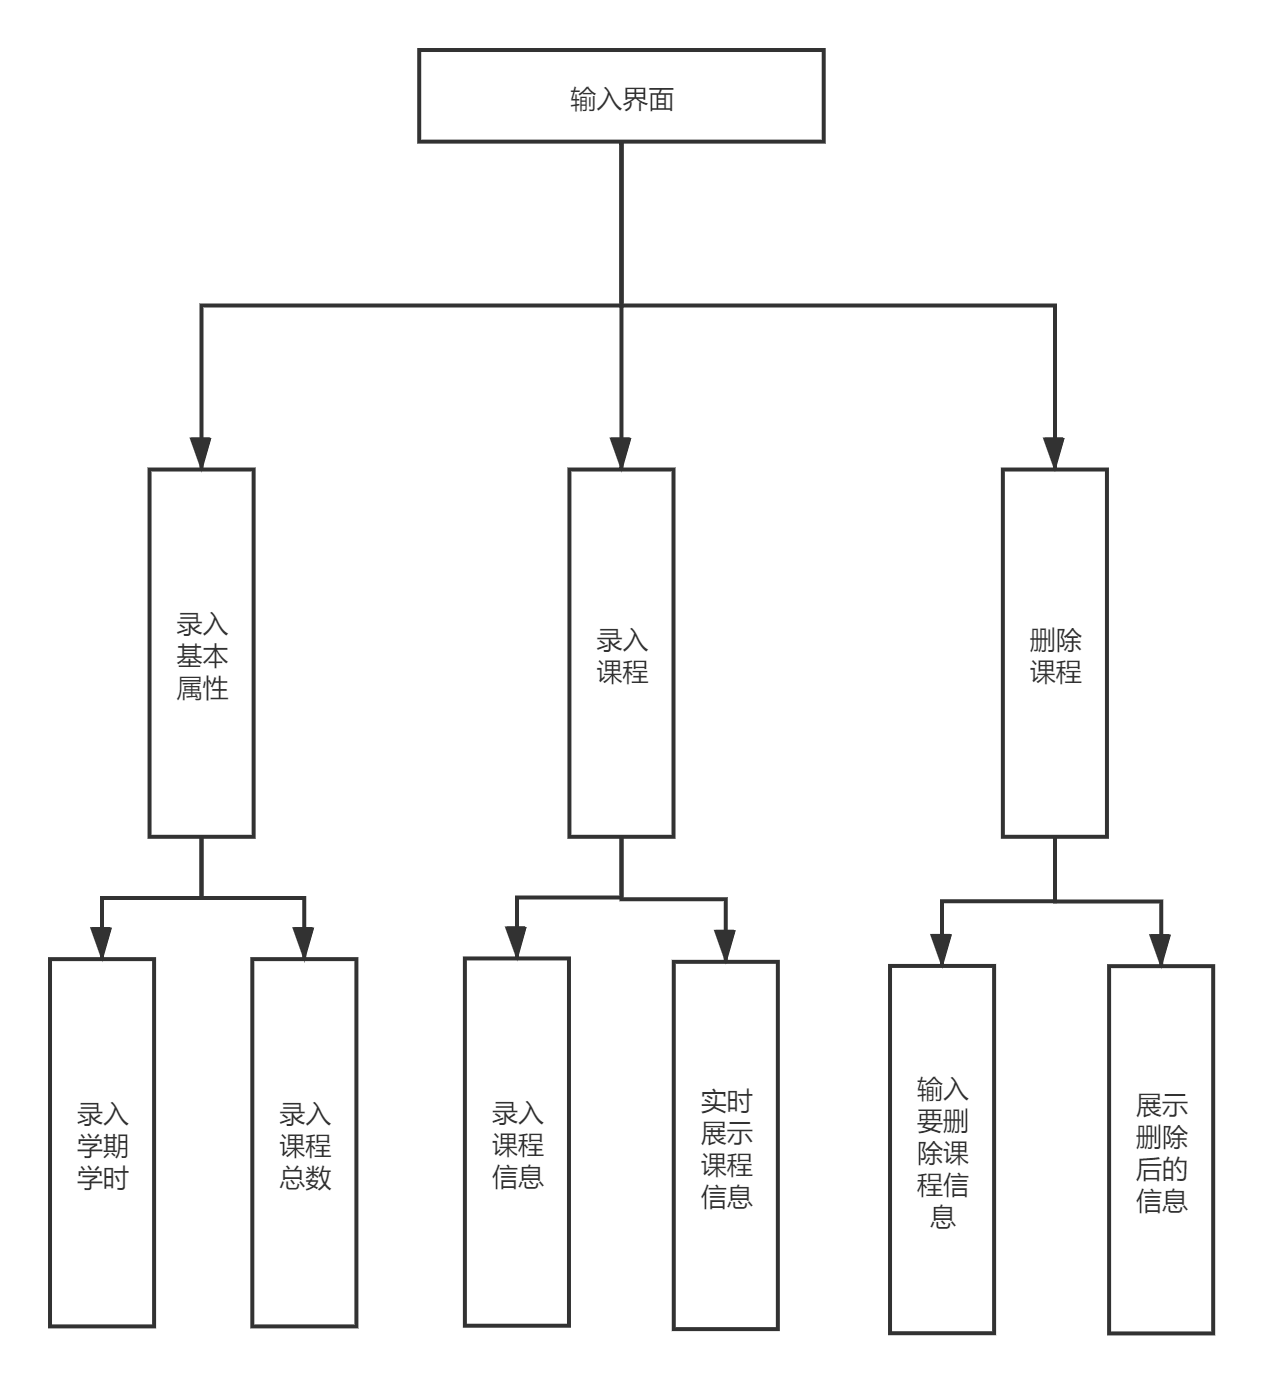 输入界面
录入
基本
属性
录入
课程
删除
课程
录入
学期
学时
录入
课程
总数
录入
课程
信息
实时
展示
课程
信息
输入
要删
除课
程信
息
展示
删除
后的
信息